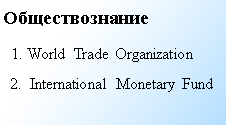 Обществознание
1. World Trade Organization
2. International Monetary Fund